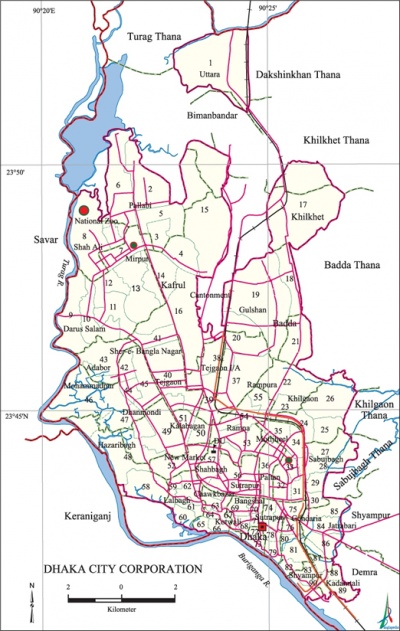 90°20'E
90°25'
Turag Thana
1
Uttara
Dakshinkhan Thana
Bimanbandar
Khilkhet Thana
23°50'
6
2
Pallabi
5
15
17
Khilkhet
National Zoo
8
3
Savar
Shah Ali
7
Mirpur
4
Turag R.
Badda Thana
12
13
14
Kafrul
18
11
16
Cantonment
19
Gulshan
9
10
Darus Salam
Badda
20
21
Sher-e- Bangla Nagar
43
Adabor
42
41
38
Tejgaon I/A
44
45
40
Tejgaon
37
Rampura
22
Mohammadpur
46
39
55
Khilgaon
23
26
Khilgaon
Thana
23°45'N
47
Dhanmondi
51
Kalabagan
54
Ramna
24
25
49
50
Motijheel
35
34
28
27
Sabujbagh Thana
Hazaribagh
48
New Market
DU
53
Sabujbagh
52
Shahbagh
57
36
Paltan
33
29
58
59
62
Sutrapur
32
31
30
Shyampur
Keraniganj
Lalbagh
Chawkbazar
Bangshal
74
Gendaria
85
60
61
63
64
Sutrapur
84
Jattabari
65
66
Kotwali
68
Dhaka
78
80
81
87
86
79
Demra
DHAKA CITY CORPORATION
Buriganga R.
82
83
Shyampur
88
Kadamtali
89
N
S
2
0
2
Kilometer
Banglapedia